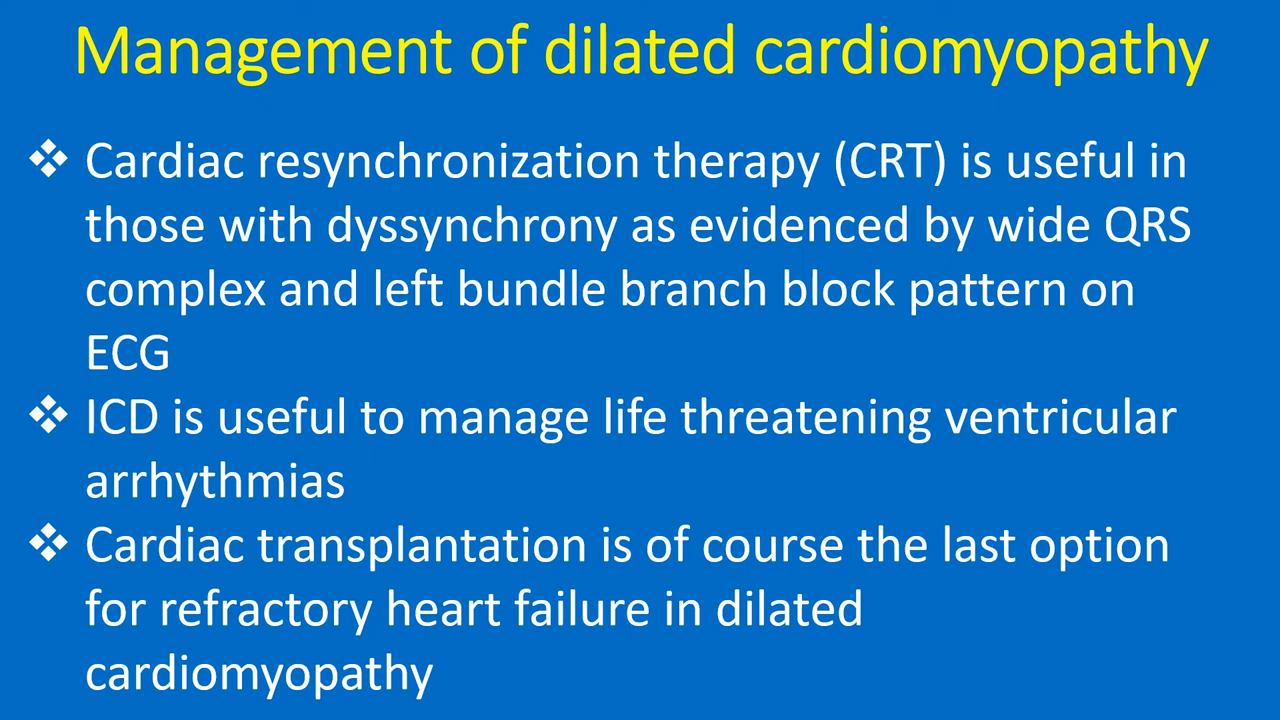 Management of dilated cardiomyopathy
❖ Cardiac resynchronization therapy (CRT) is useful in
those with dyssynchrony as evidenced by wide QRS
complex and left bundle branch block pattern on
ECG
❖ ICD is useful to manage life threatening ventricular
arrhythmias
❖ Cardiac transplantation is of course the last option
for refractory heart failure in dilated
cardiomyopathy